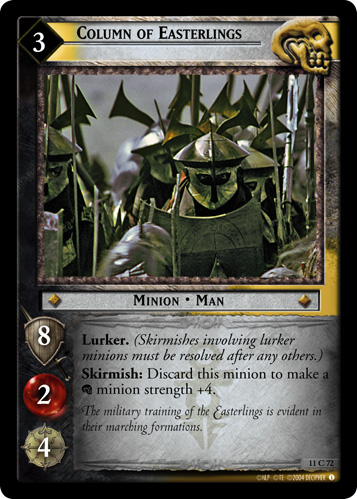 3
COLUMN OF EASTERLINGS
MINION • MAN
8
Lurker. (Skirmishes involving lurker
minions must be resolved after any others.)
2
Skirmish: Discard this minion to make a
minion strength +4.
4
The military training of the Easterlings is evident in
their marching formations.
11 C 72
©NLP ©TE ©2004 DECIPHER